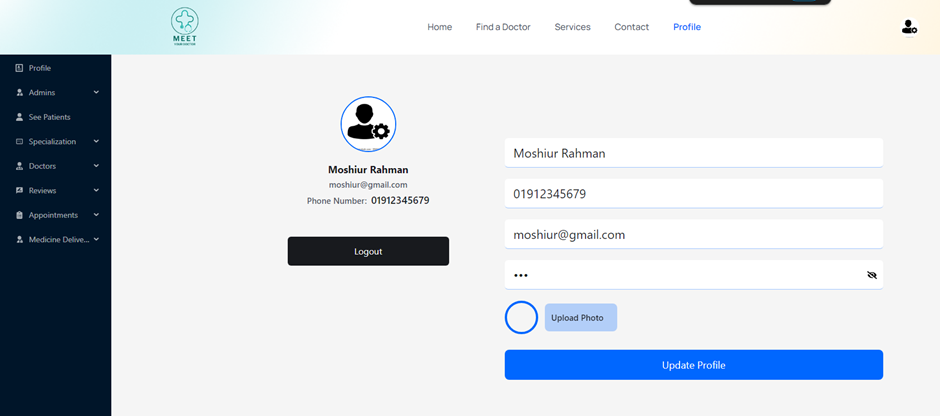 MEET
YOUR DOCTOR
Home Find a Doctor Services Contact Profile
Profile
Admins
See Patients
Specialization
Doctors
Reviews
Appointments
Medicine Delive...
Moshiur Rahman
moshiur@gmail.com
Phone Number: 01912345679
Logout
Moshiur Rahman
01912345679
moshiur@gmail.com
•••
Upload Photo
Update Profile